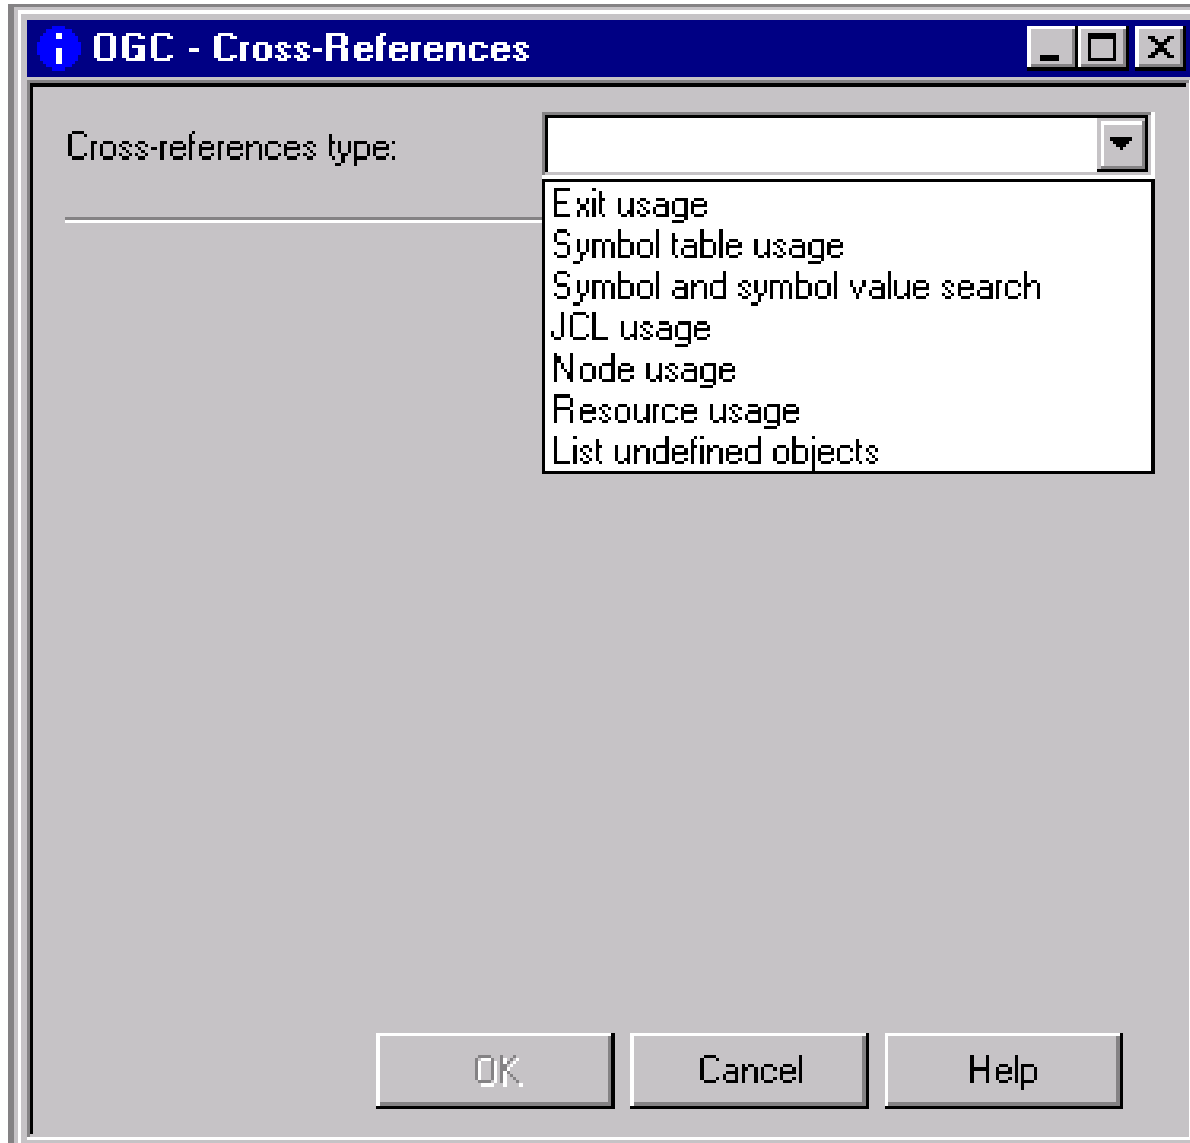 OGC - Cross-References
Cross-references type:
Exit usage
Symbol table usage
Symbol and symbol value search
JCL usage
Node usage
Resource usage
List undefined objects
OK
Cancel
Help